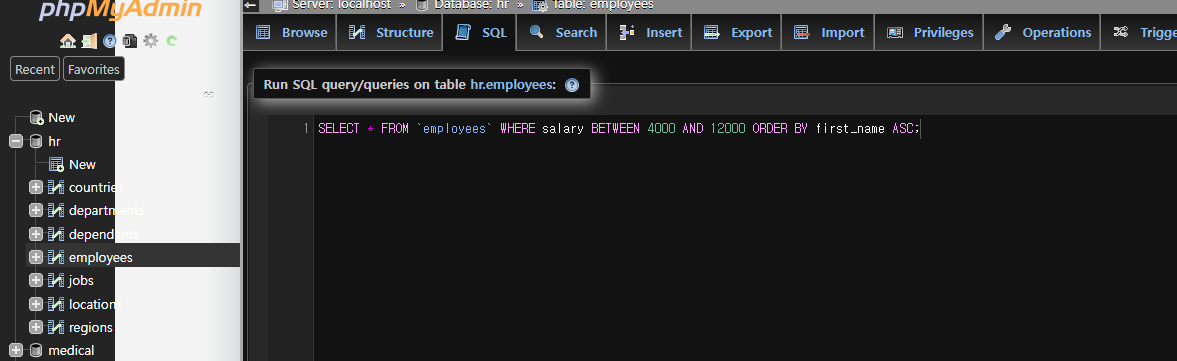 phpMyAdmin
Server: localhost » Database: hr » Table: employees
Browse Structure SQL Search Insert Export Import Privileges Operations Trigge
Recent Favorites
Run SQL query/queries on table hr.employees:
New
1 SELECT * FROM `employees` WHERE salary BETWEEN 4000 AND 12000 ORDER BY first_name ASC;
hr
New
countries
departments
dependents
employees
jobs
locations
regions
medical